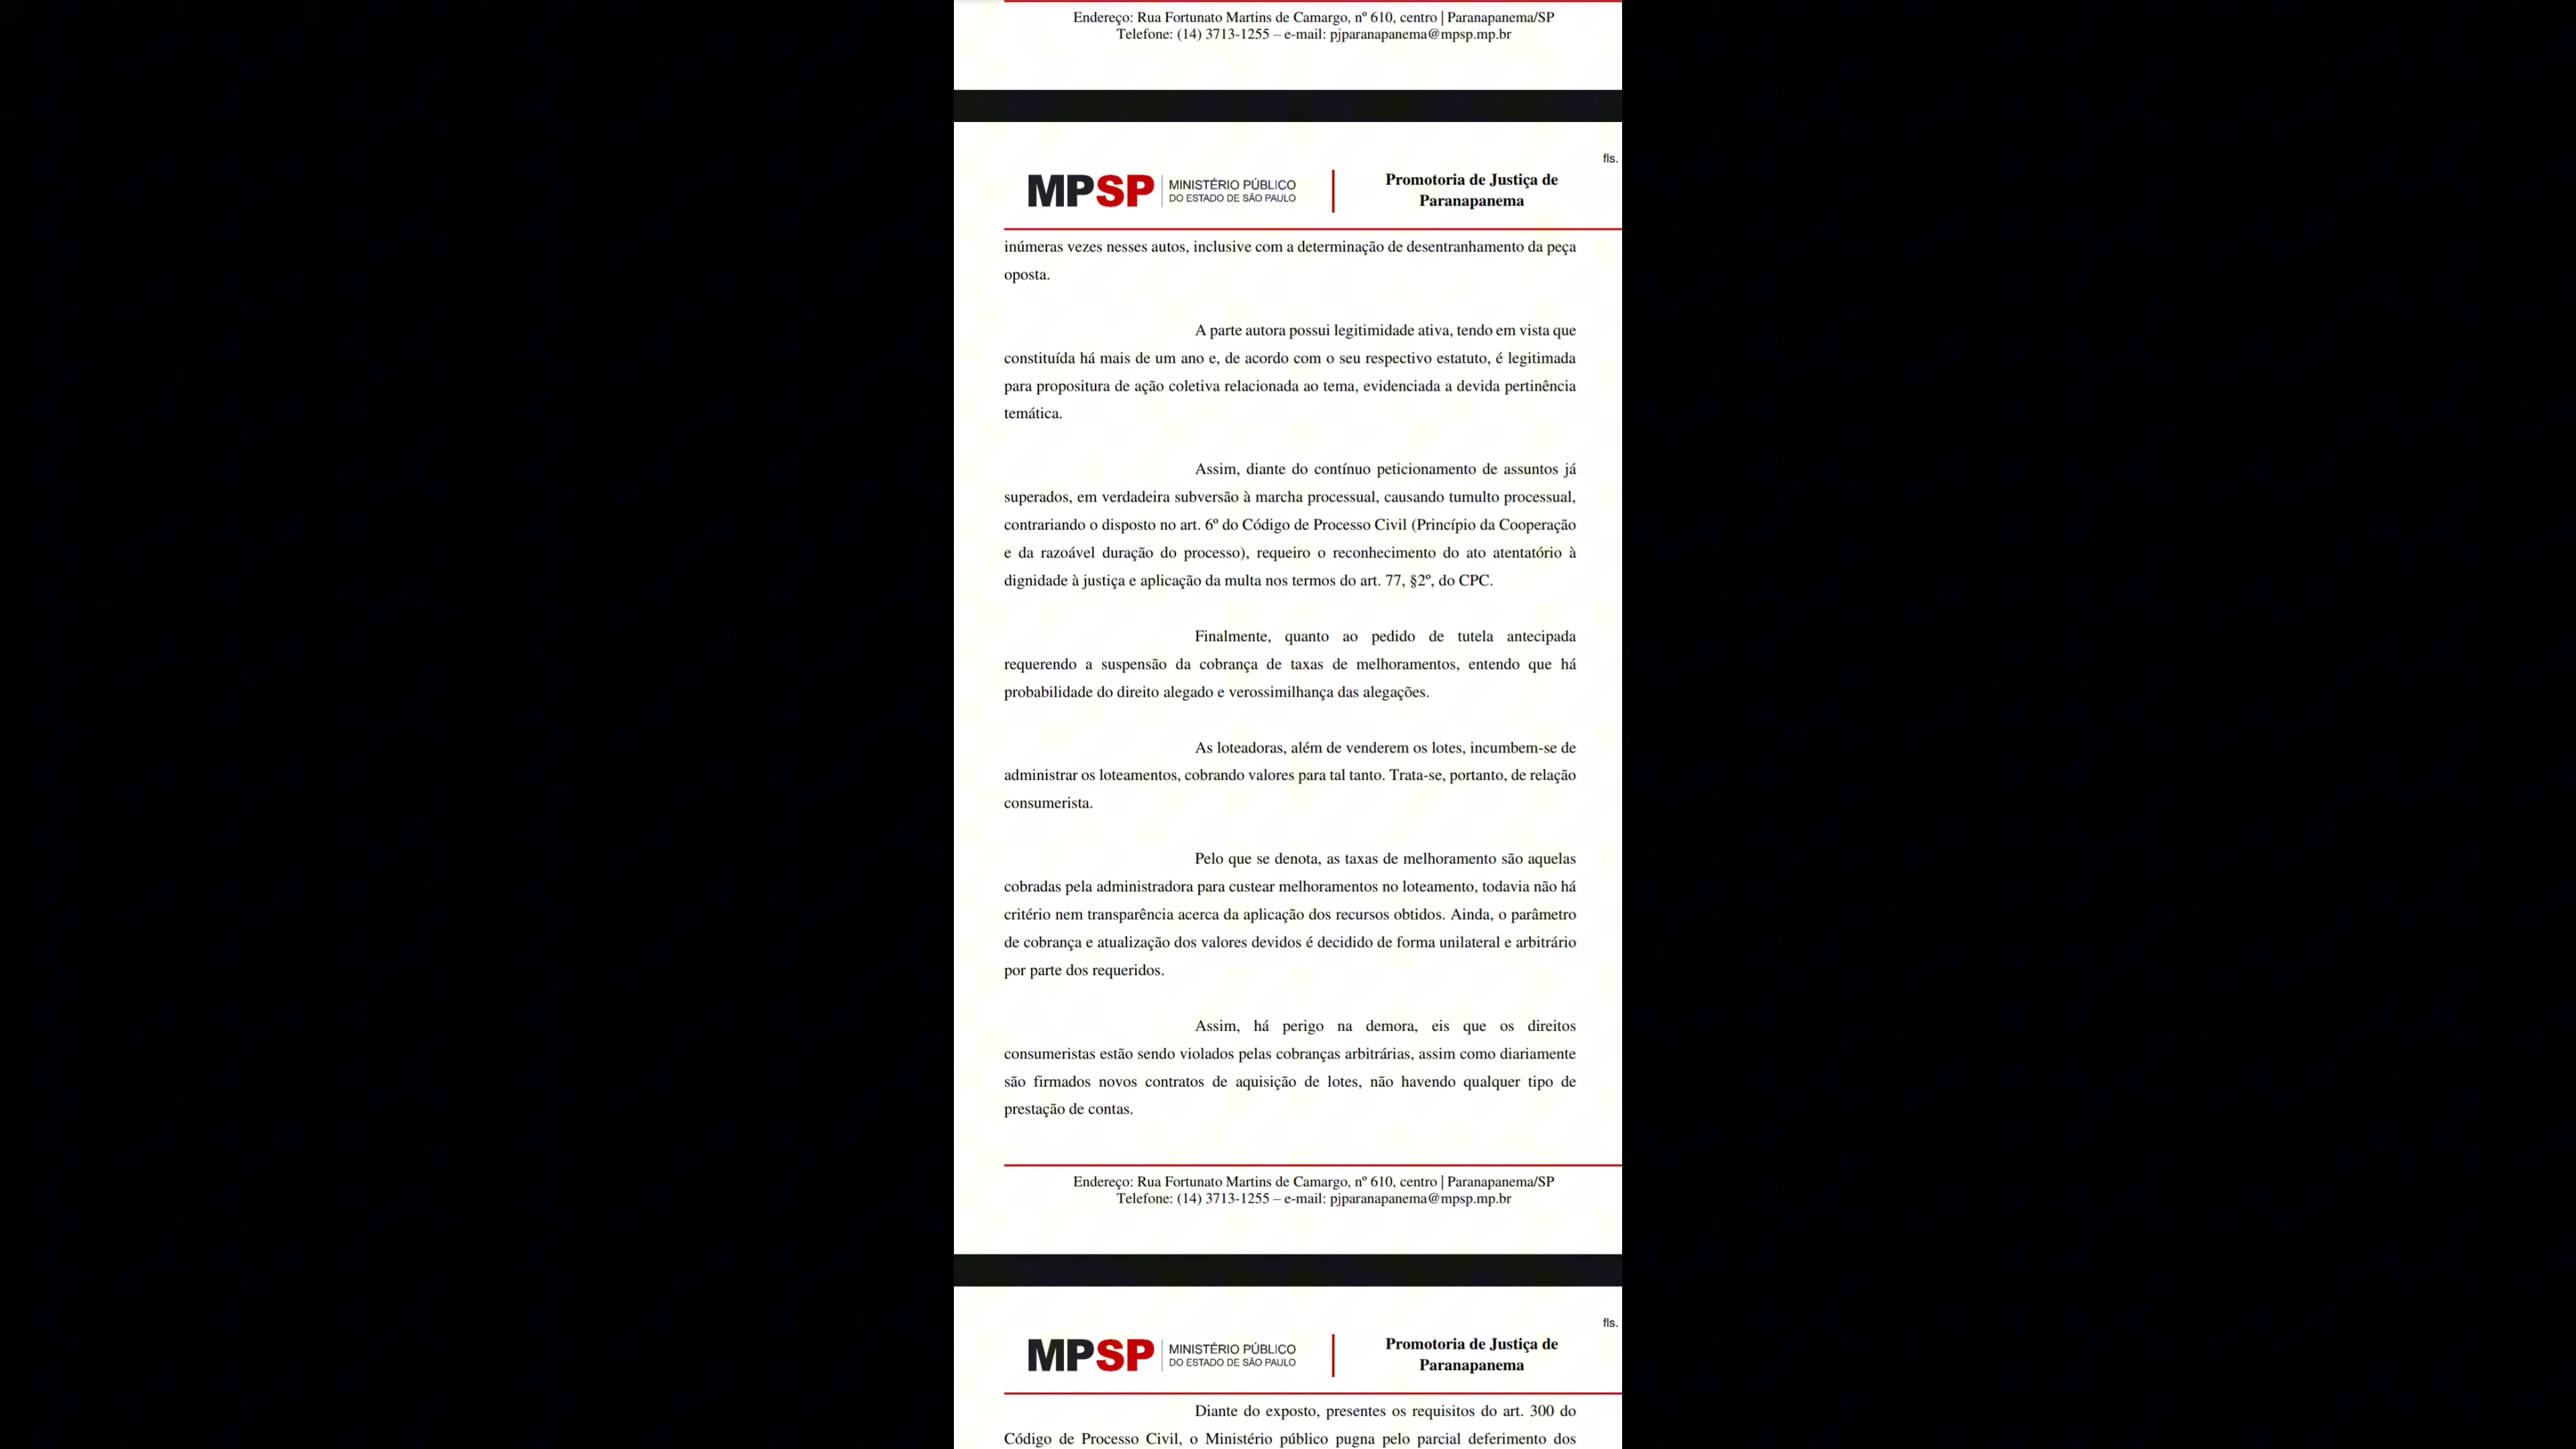 Endereço: Rua Fortunato Martins de Camargo, nº 610, centro | Paranapanema/SP
Telefone: (14) 3713-1255 – e-mail: pjparanapanema@mpsp.mp.br
fls.
MPSP
MINISTÉRIO PÚBLICO
DO ESTADO DE SÃO PAULO
Promotoria de Justiça de
Paranapanema
inúmeras vezes nesses autos, inclusive com a determinação de desentranhamento da peça
oposta.
A parte autora possui legitimidade ativa, tendo em vista que
constituída há mais de um ano e, de acordo com o seu respectivo estatuto, é legitimada
para propositura de ação coletiva relacionada ao tema, evidenciada a devida pertinência
temática.
Assim, diante do contínuo peticionamento de assuntos já
superados, em verdadeira subversão à marcha processual, causando tumulto processual,
contrariando o disposto no art. 6º do Código de Processo Civil (Princípio da Cooperação
e da razoável duração do processo), requeiro o reconhecimento do ato atentatório à
dignidade à justiça e aplicação da multa nos termos do art. 77, §2º, do CPC.
Finalmente, quanto ao pedido de tutela antecipada
requerendo a suspensão da cobrança de taxas de melhoramentos, entendo que há
probabilidade do direito alegado e verossimilhança das alegações.
As loteadoras, além de venderem os lotes, incumbem-se de
administrar os loteamentos, cobrando valores para tal tanto. Trata-se, portanto, de relação
consumerista.
Pelo que se denota, as taxas de melhoramento são aquelas
cobradas pela administradora para custear melhoramentos no loteamento, todavia não há
critério nem transparência acerca da aplicação dos recursos obtidos. Ainda, o parâmetro
de cobrança e atualização dos valores devidos é decidido de forma unilateral e arbitrário
por parte dos requeridos.
Assim, há perigo na demora, eis que os direitos
consumeristas estão sendo violados pelas cobranças arbitrárias, assim como diariamente
são firmados novos contratos de aquisição de lotes, não havendo qualquer tipo de
prestação de contas.
Endereço: Rua Fortunato Martins de Camargo, nº 610, centro | Paranapanema/SP
Telefone: (14) 3713-1255 – e-mail: pjparanapanema@mpsp.mp.br
fls.
MPSP
MINISTÉRIO PÚBLICO
DO ESTADO DE SÃO PAULO
Promotoria de Justiça de
Paranapanema
Diante do exposto, presentes os requisitos do art. 300 do
Código de Processo Civil, o Ministério público pugna pelo parcial deferimento dos